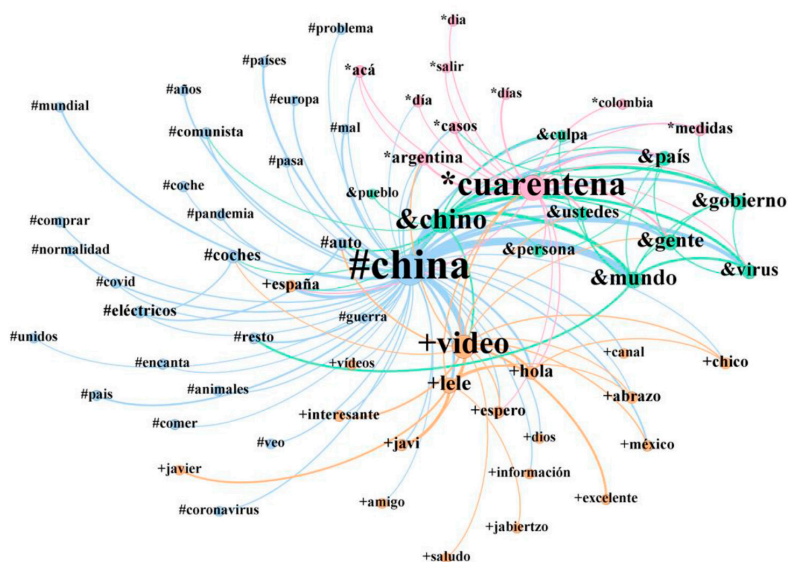 *dia
#problema
#países
*salir
*acá
#años
*días
#europa
*día
*colombia
#mundial
#comunista
#mal
*casos
&culpa
*medidas
#pasa
*argentina
&país
#coche
&pueblo
*cuarentena
&gobierno
#pandemia
&chino
&ustedes
#comprar
#auto
&gente
#normalidad
#coches
&persona
#china
&virus
#covid
+españa
&mundo
#eléctricos
#guerra
#unidos
#resto
+video
+canal
#encanta
+videos
+hola
+chico
#pais
#animales
+lele
+abrazo
+interesante
+espero
#comer
+dios
#veo
+javi
+méxico
+javier
+información
+amigo
+excelente
#coronavirus
+jabiertzo
+saludo